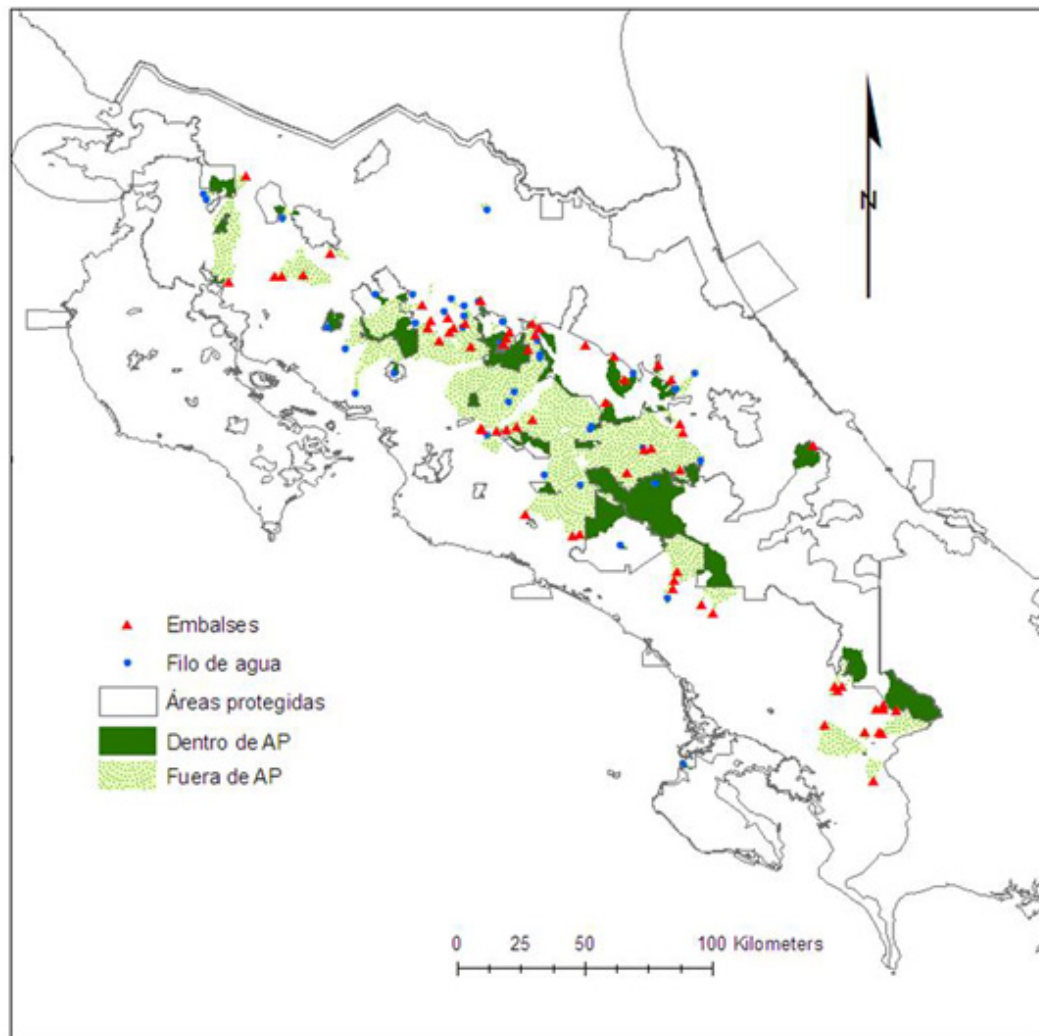 N
Embalses
Filo de agua
Áreas protegidas
Dentro de AP
Fuera de AP
0 25 50 100 Kilometers